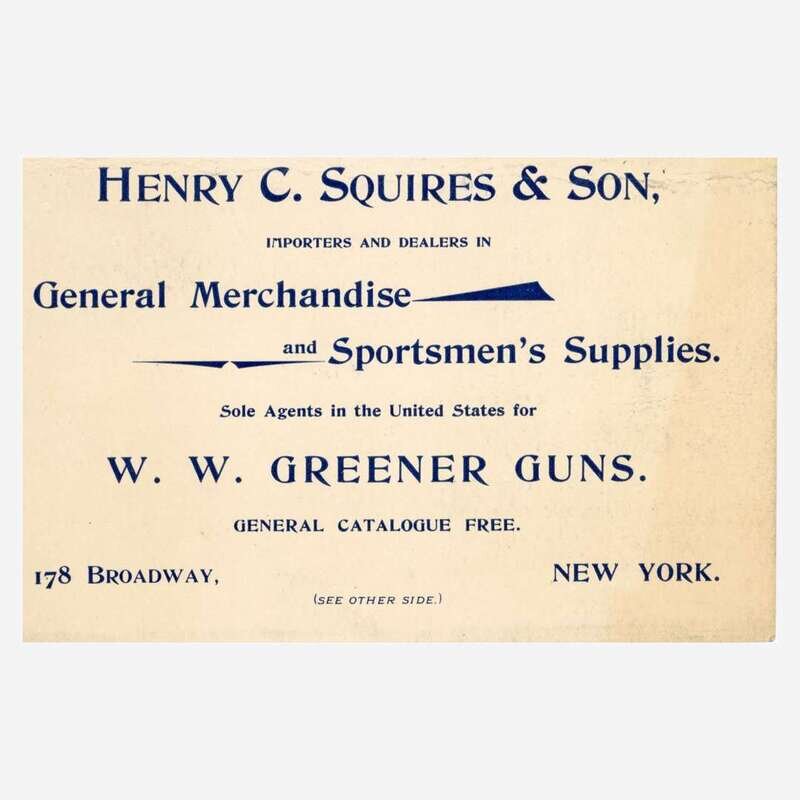 HENRY C. SQUIRES & SON,
IMPORTERS AND DEALERS IN
General Merchandise
and Sportsmen's Supplies.
Sole Agents in the United States for
W. W. GREENER GUNS.
GENERAL CATALOGUE FREE.
178 BROADWAY, NEW YORK.
(SEE OTHER SIDE.)